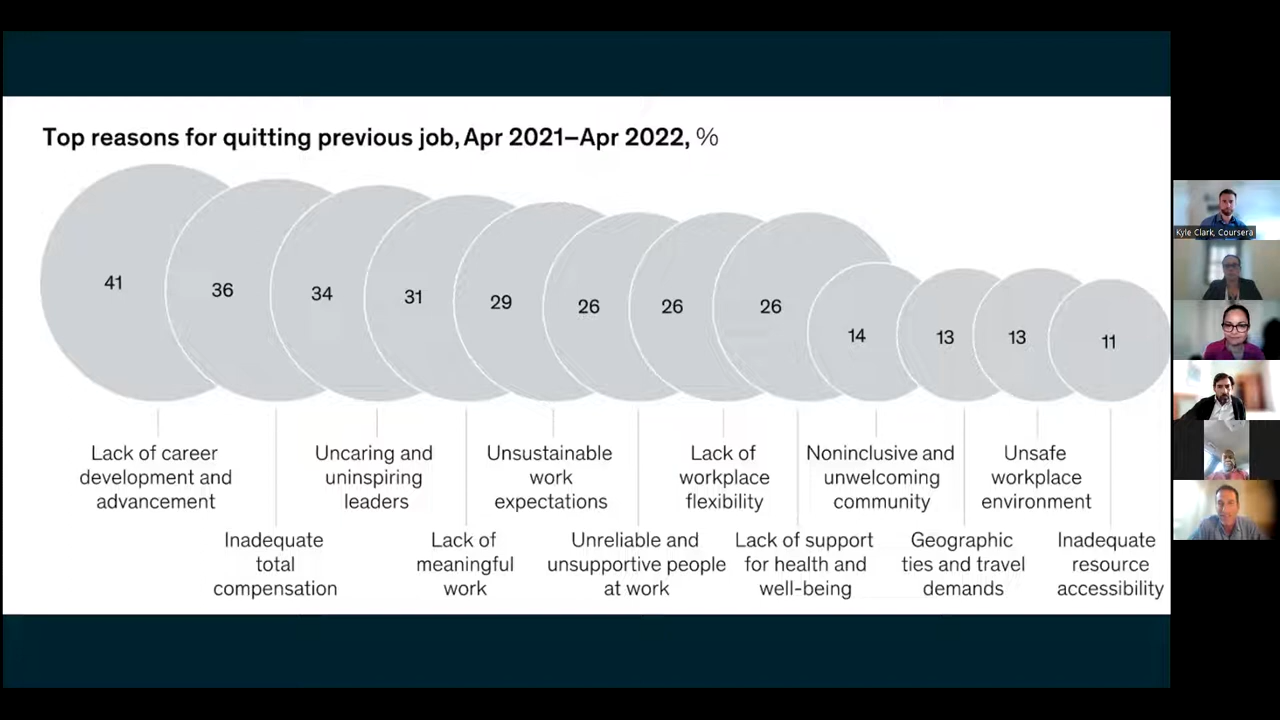 Top reasons for quitting previous job, Apr 2021–Apr 2022, %
41
36
34
31
29
26
26
26
14
13
13
11
Lack of career
development and
advancement
Inadequate
total
compensation
Uncaring and
uninspiring
leaders
Lack of
meaningful
work
Unsustainable
work
expectations
Unreliable and
unsupportive people
at work
Lack of
workplace
flexibility
Lack of support
for health and
well-being
Noninclusive and
unwelcoming
community
Geographic
ties and travel
demands
Unsafe
workplace
environment
Inadequate
resource
accessibility
Kyle Clark, Coursera